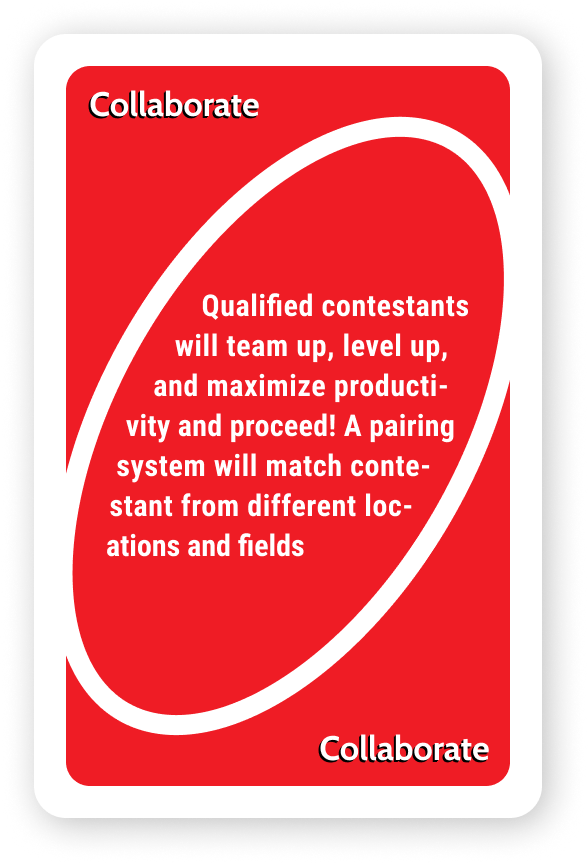 Collaborate
Qualified contestants
will team up, level up,
and maximize producti-
vity and proceed! A pairing
system will match conte-
stant from different loc-
ations and fields
Collaborate